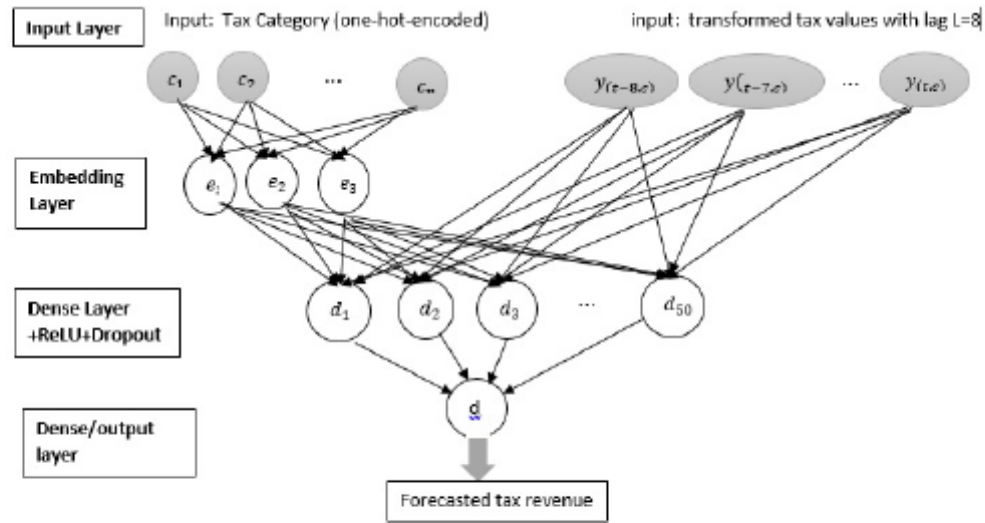 Input Layer
Input: Tax Category (one-hot-encoded)
input: transformed tax values with lag L=8
c₁ c₂ ... cₙ
y(τ−8,c) y(τ−7,c) ... y(t,c)
Embedding
Layer
e₁ e₂ e₃
Dense Layer
+ReLU+Dropout
d₁ d₂ d₃ ... d₅₀
Dense/output
layer
d
Forecasted tax revenue